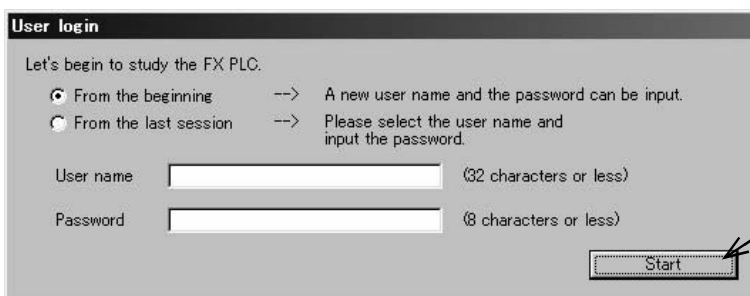 User login
Let's begin to study the FX PLC.
From the beginning --> A new user name and the password can be input.
From the last session --> Please select the user name and
input the password.
User name (32 characters or less)
Password (8 characters or less)
Start